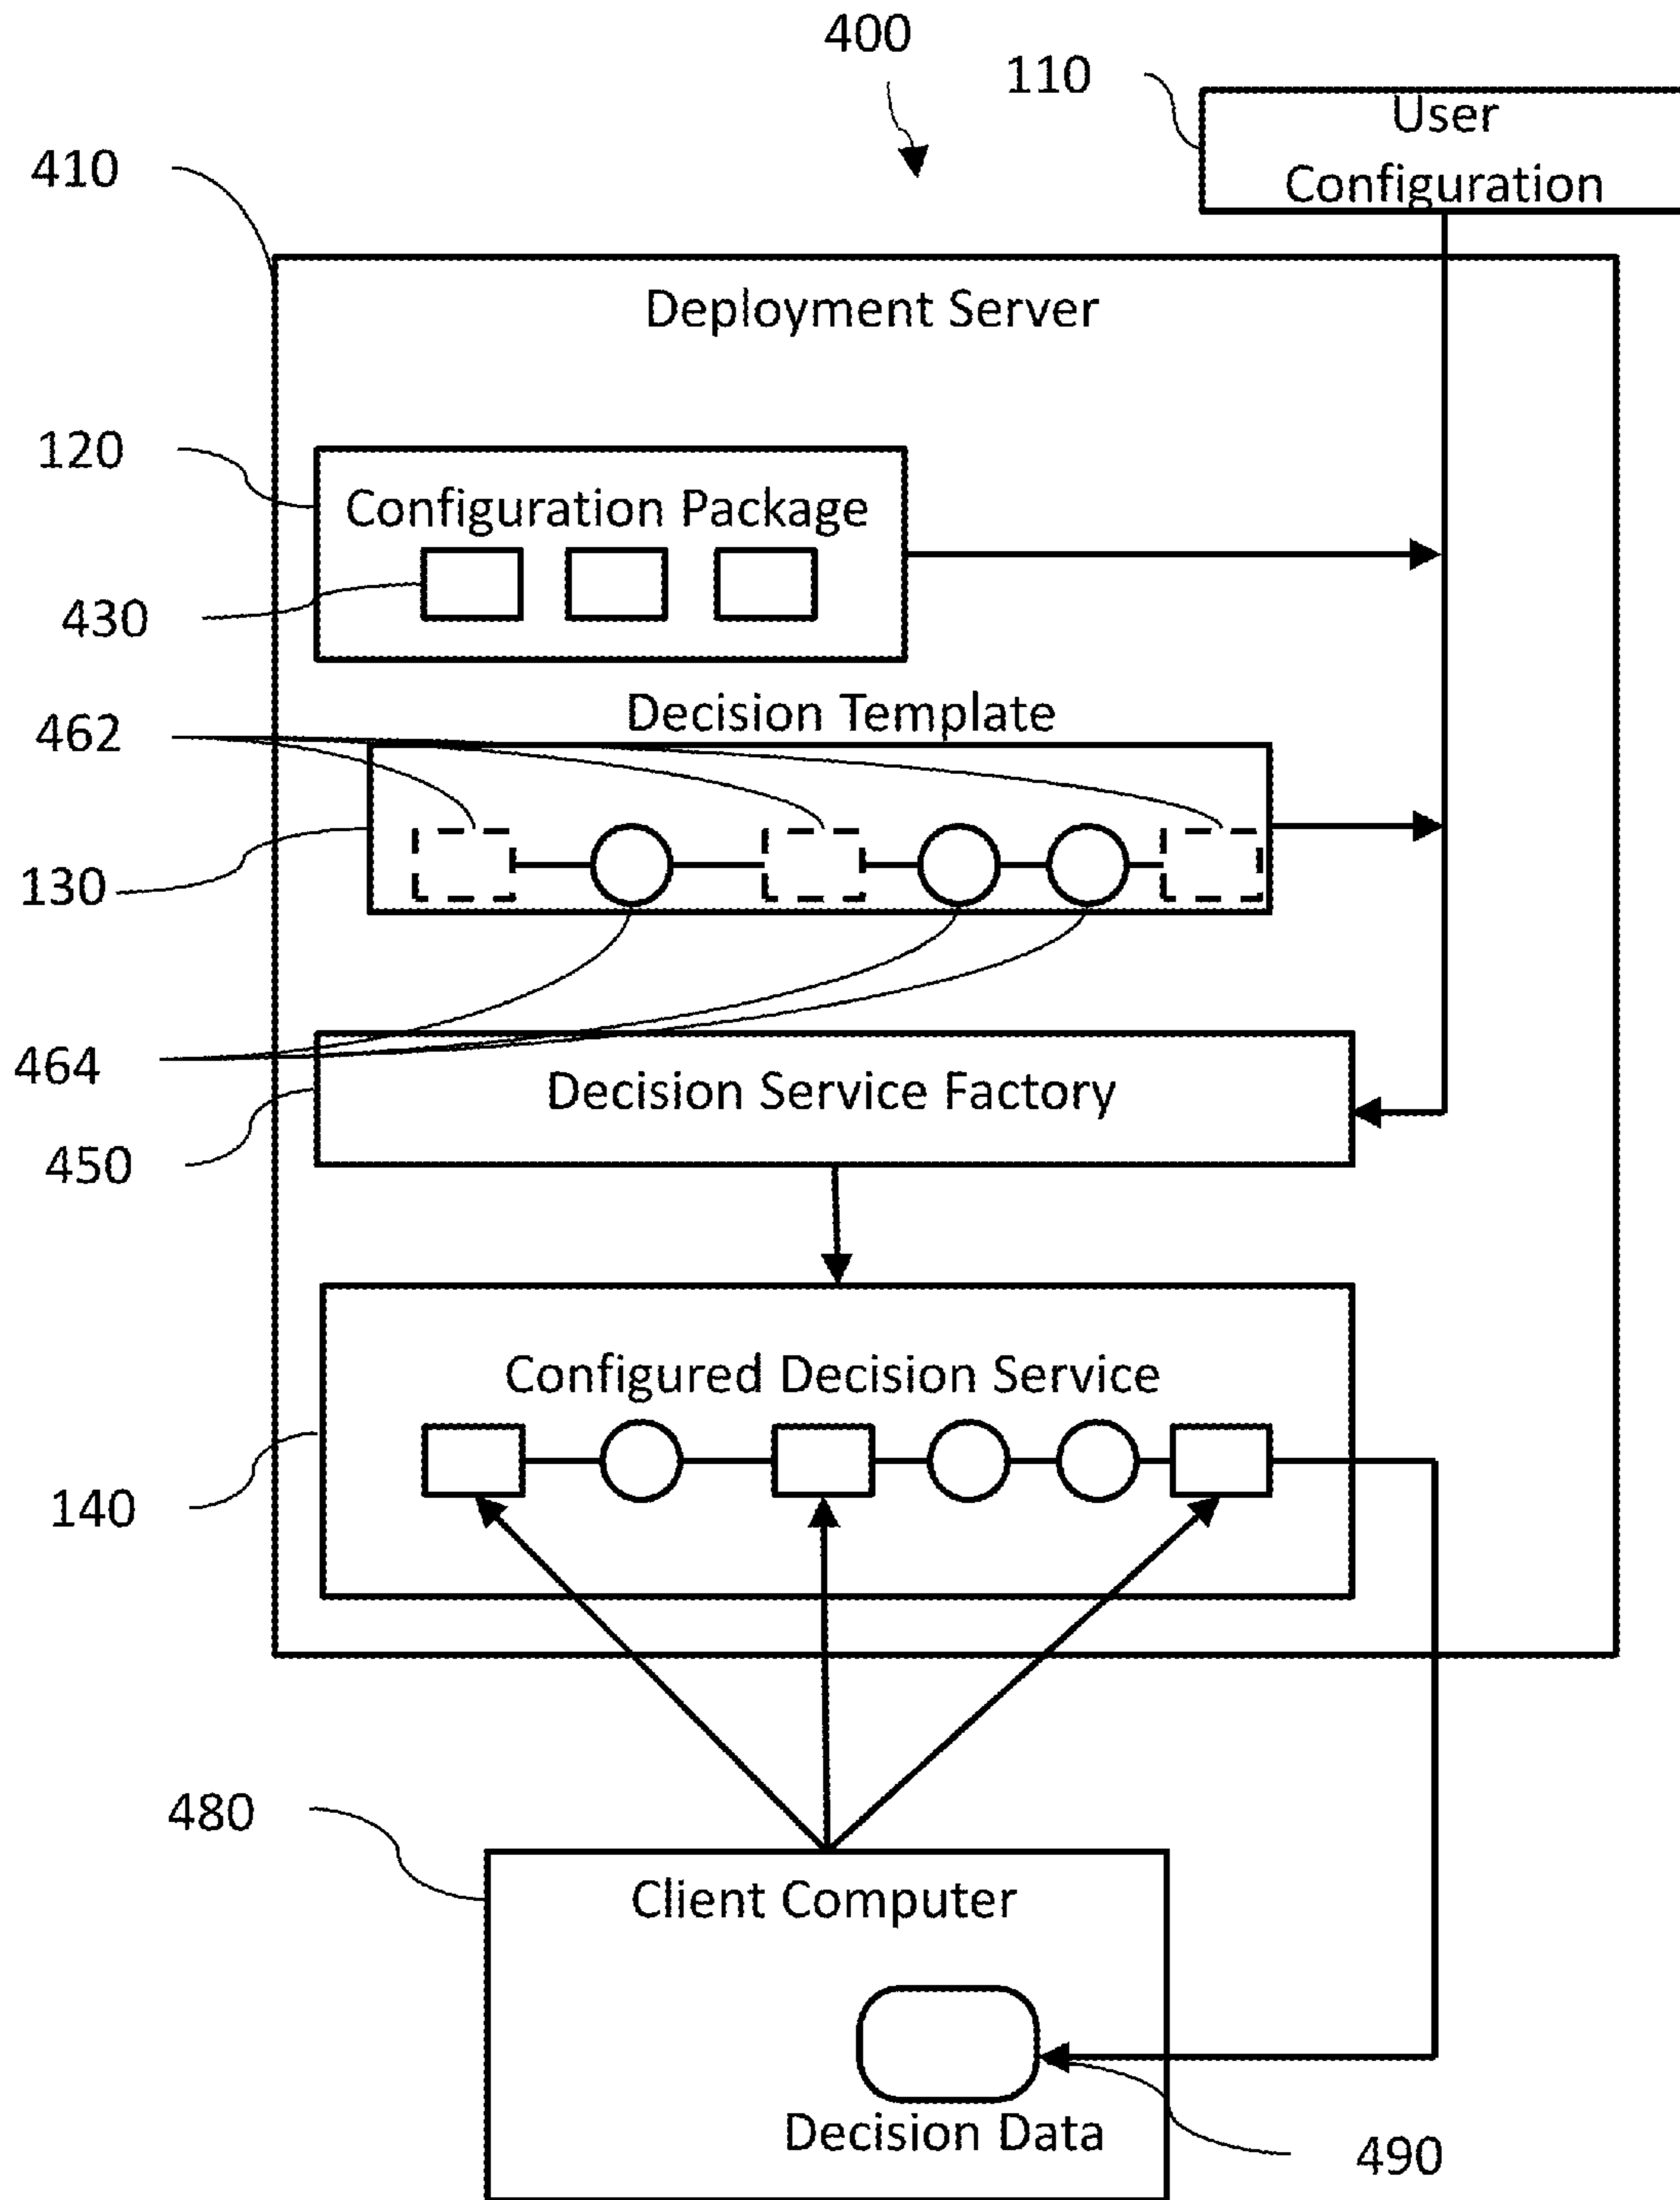 400
110
User
Configuration
410
Deployment Server
120
Configuration Package
430
Decision Template
462
130
464
Decision Service Factory
450
Configured Decision Service
140
480
Client Computer
Decision Data
490